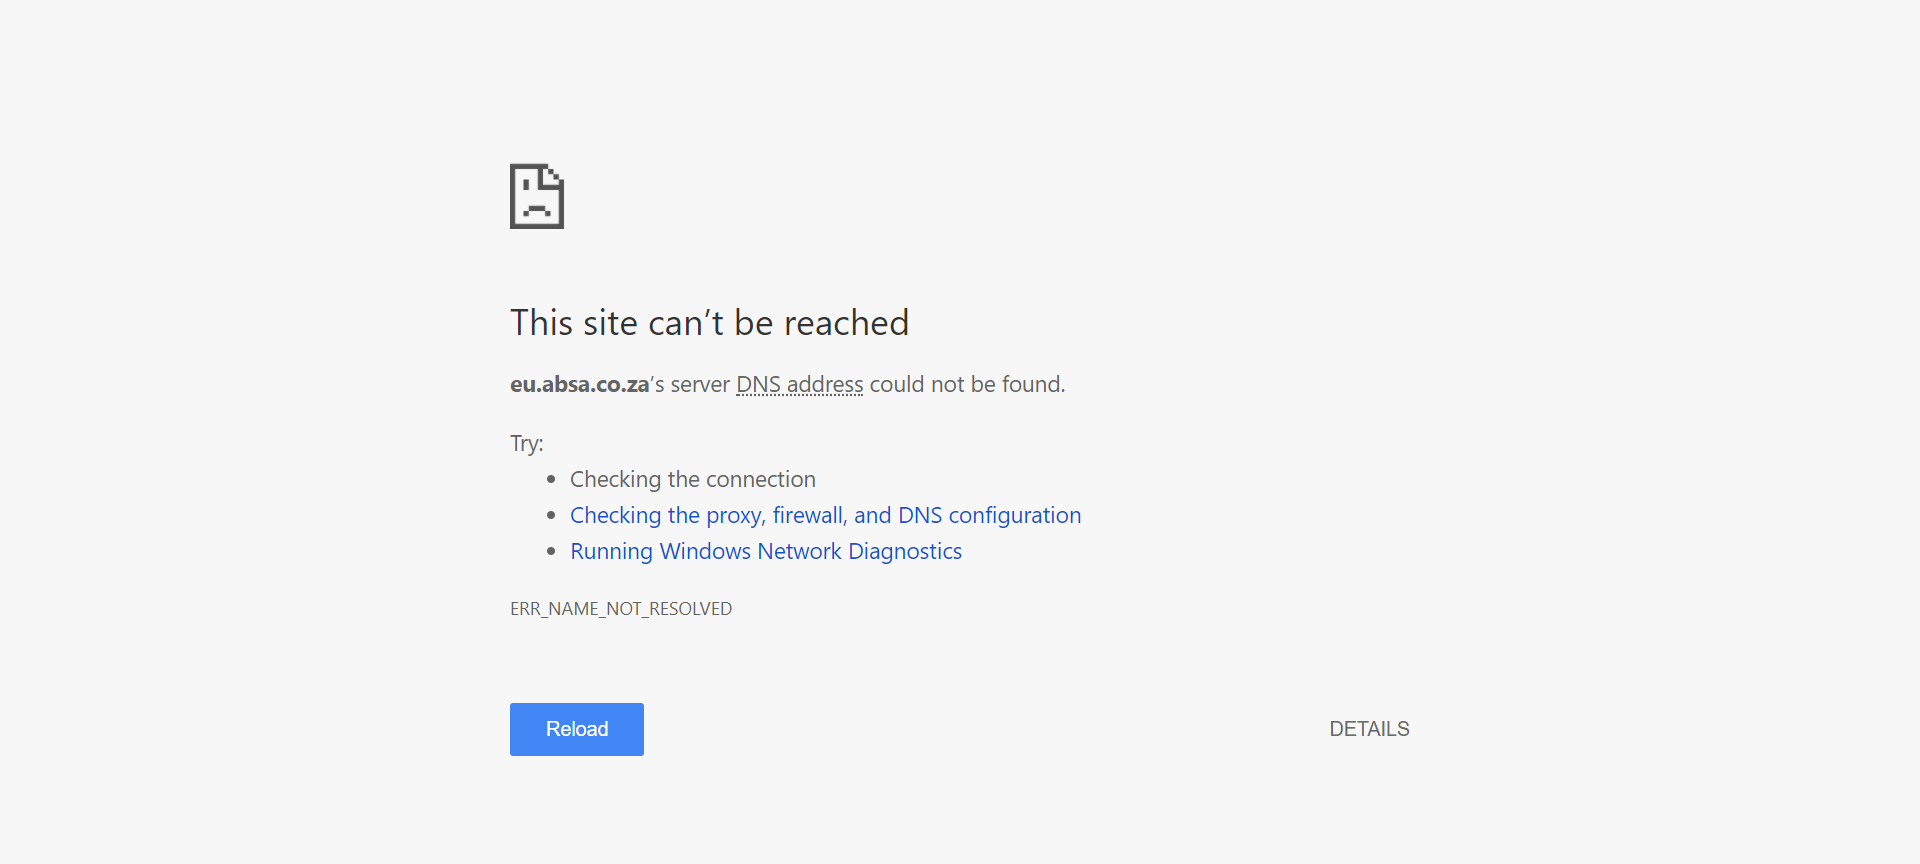 This site can’t be reached
eu.absa.co.za’s server DNS address could not be found.
Try:
Checking the connection
Checking the proxy, firewall, and DNS configuration
Running Windows Network Diagnostics
ERR_NAME_NOT_RESOLVED
Reload
DETAILS